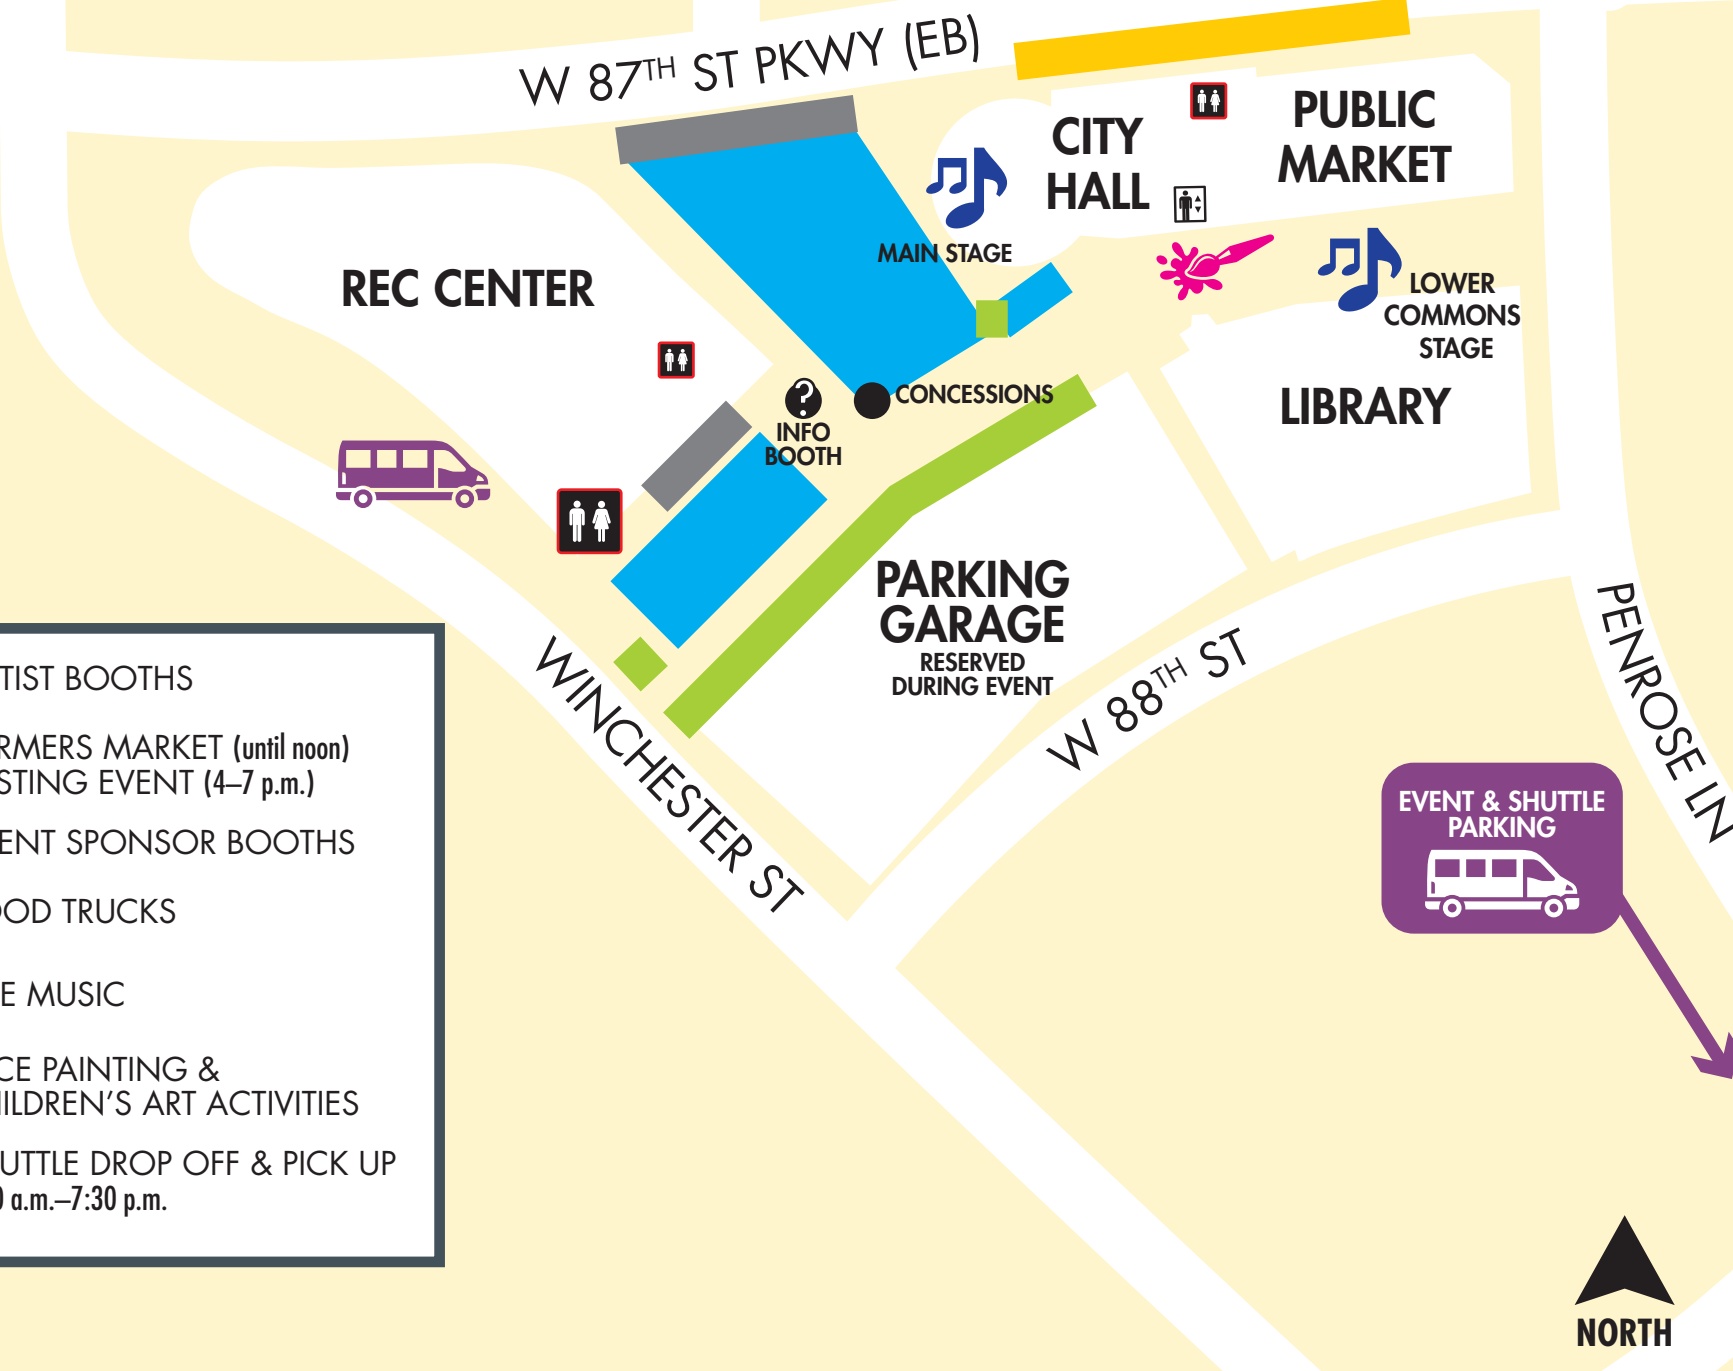 W 87TH ST PKWY (EB)
CITY
HALL
PUBLIC
MARKET
MAIN STAGE
REC CENTER
LOWER
COMMONS
STAGE
LIBRARY
CONCESSIONS
INFO
BOOTH
PARKING
GARAGE
RESERVED
DURING EVENT
WINCHESTER ST
W 88TH ST
PENROSE LN
EVENT & SHUTTLE
PARKING
TIST BOOTHS
RMERS MARKET (until noon)
STING EVENT (4–7 p.m.)
ENT SPONSOR BOOTHS
OOD TRUCKS
E MUSIC
CE PAINTING &
HILDREN'S ART ACTIVITIES
UTTLE DROP OFF & PICK UP
0 a.m.–7:30 p.m.
NORTH